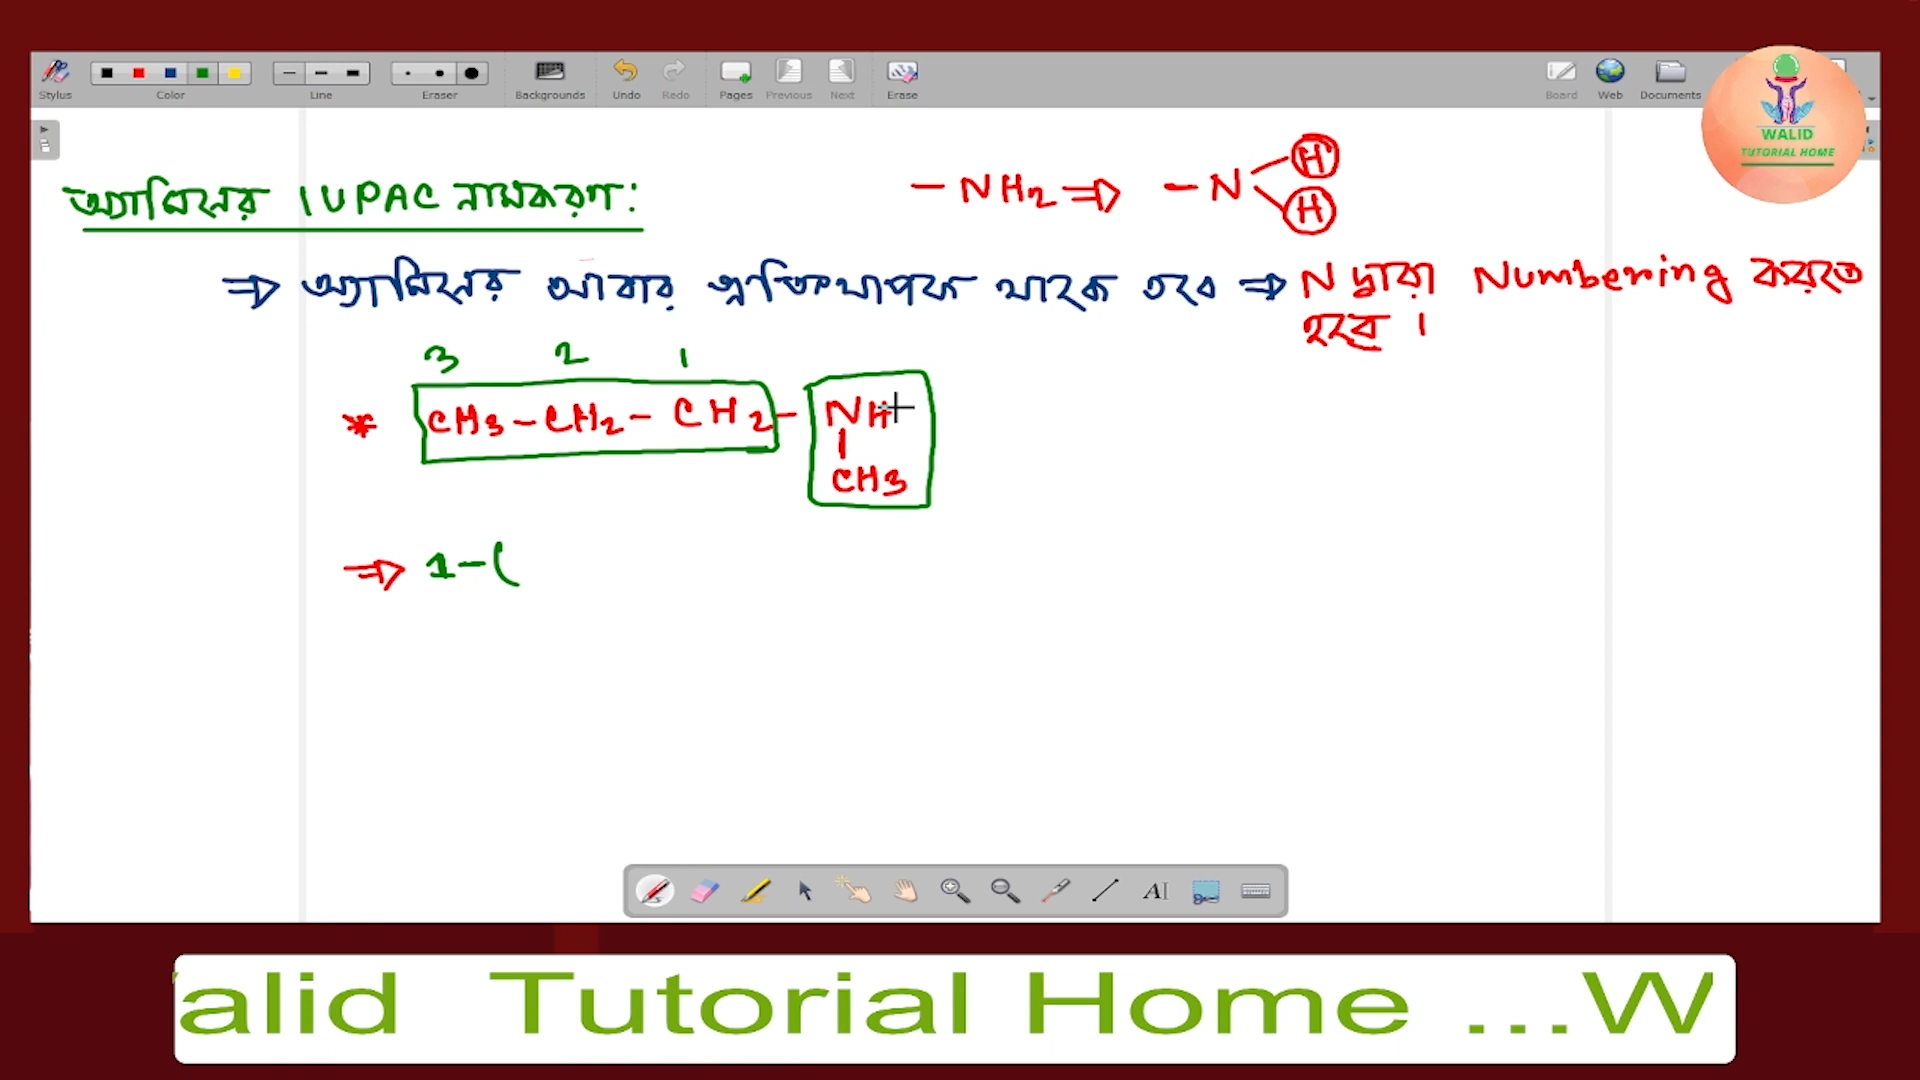 Stylus Color Line Eraser Backgrounds Undo Redo Pages Previous Next Erase Board Web Documents
WALID
TUTORIAL HOME
অ্যামিনের IUPAC নামকরণ:
-NH2 ⇒ -N H H
⇒ অ্যামিনের আবার প্রতিস্থাপক থাকে তবে ⇒ N দ্বারা Numbering করতে
হবে ।
3 2 1
* CH3-CH2-CH2-NH
CH3
⇒ 1-(
alid Tutorial Home ...W